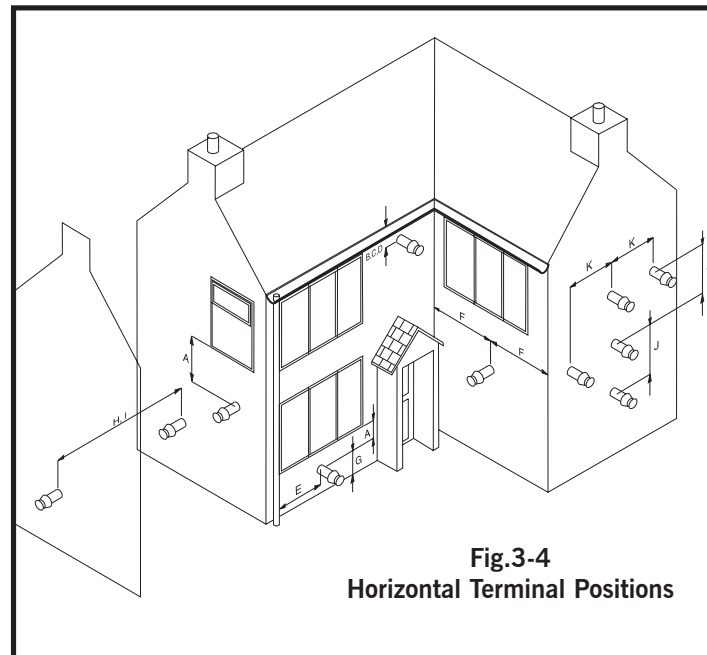 B,C,D
K
K
F
F
J
A
H, I
A
G
E
Fig.3-4
Horizontal Terminal Positions